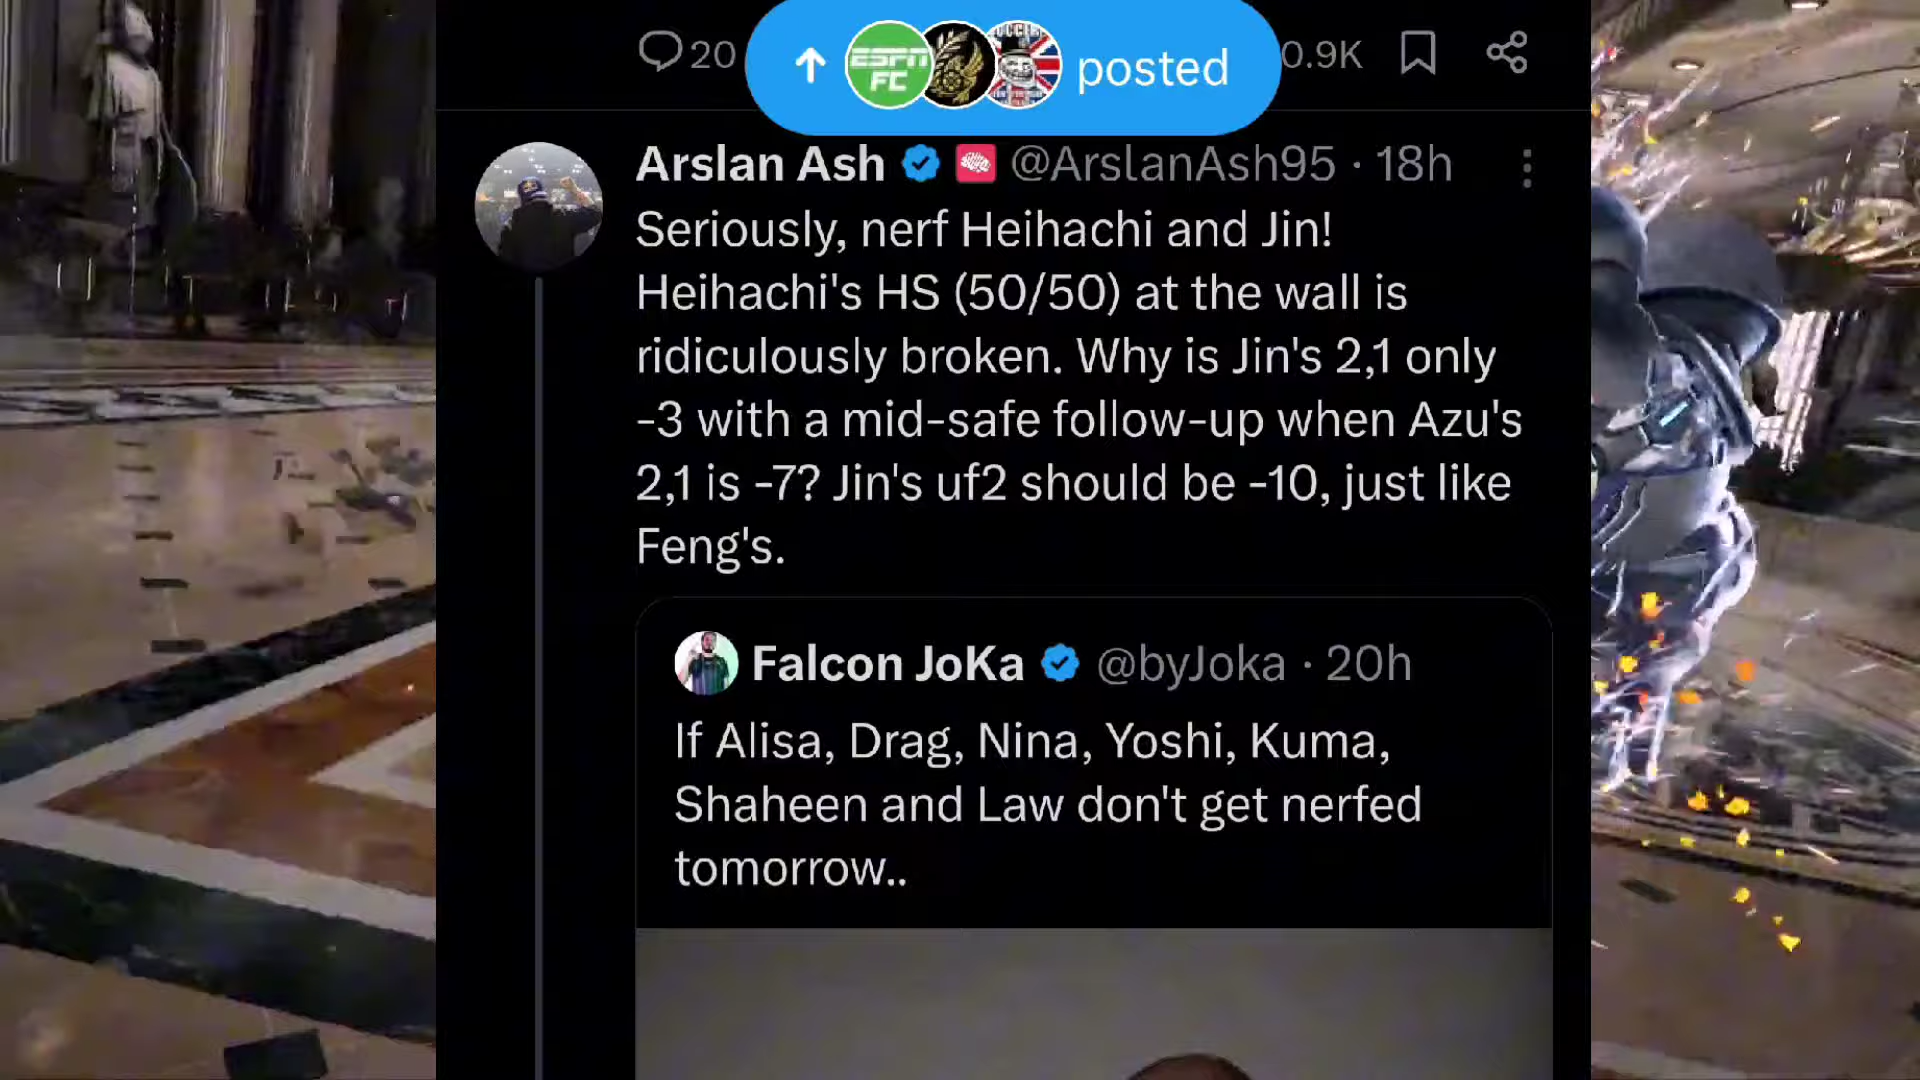 20
ESPN
FC
SOCCER
posted
0.9K
Arslan Ash @ArslanAsh95 · 18h
Seriously, nerf Heihachi and Jin!
Heihachi's HS (50/50) at the wall is
ridiculously broken. Why is Jin's 2,1 only
-3 with a mid-safe follow-up when Azu's
2,1 is -7? Jin's uf2 should be -10, just like
Feng's.
Falcon JoKa @byJoka · 20h
If Alisa, Drag, Nina, Yoshi, Kuma,
Shaheen and Law don't get nerfed
tomorrow..